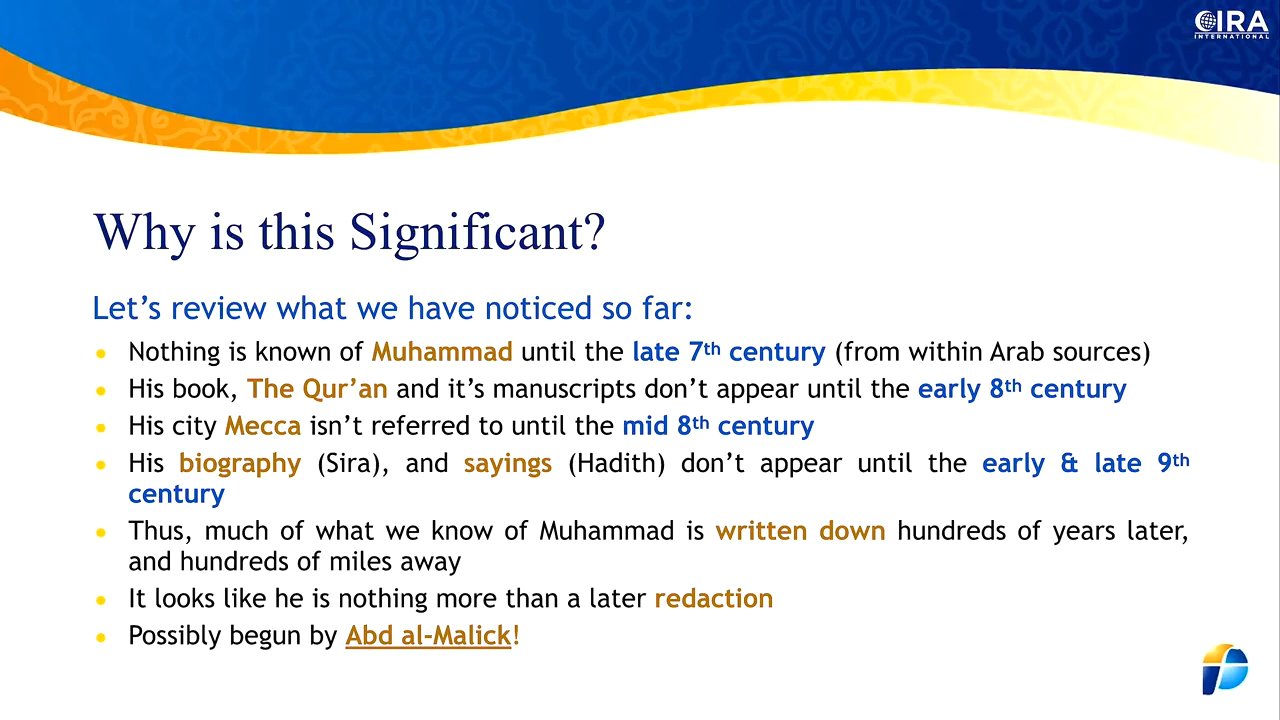 CIRA
INTERNATIONAL
Why is this Significant?
Let's review what we have noticed so far:
• Nothing is known of Muhammad until the late 7th century (from within Arab sources)
• His book, The Qur'an and it's manuscripts don't appear until the early 8th century
• His city Mecca isn't referred to until the mid 8th century
• His biography (Sira), and sayings (Hadith) don't appear until the early & late 9th
century
• Thus, much of what we know of Muhammad is written down hundreds of years later,
and hundreds of miles away
• It looks like he is nothing more than a later redaction
• Possibly begun by Abd al-Malick!